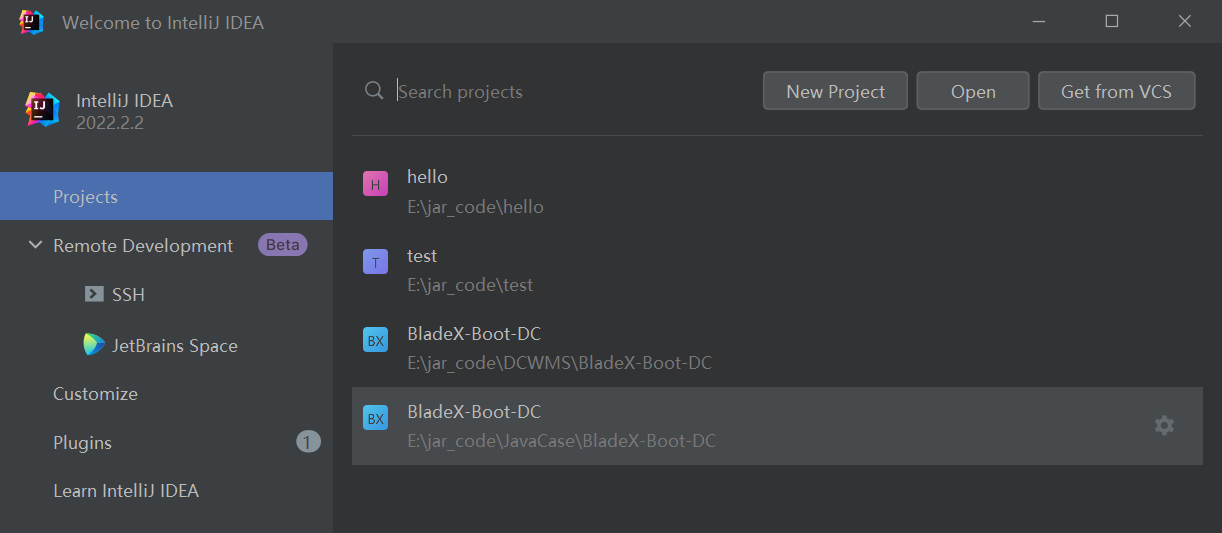 Welcome to IntelliJ IDEA
IntelliJ IDEA
2022.2.2
Projects
Remote Development Beta
SSH
JetBrains Space
Customize
Plugins 1
Learn IntelliJ IDEA
Search projects
New Project
Open
Get from VCS
H
hello
E:\jar_code\hello
T
test
E:\jar_code\test
BX
BladeX-Boot-DC
E:\jar_code\DCWMS\BladeX-Boot-DC
BX
BladeX-Boot-DC
E:\jar_code\JavaCase\BladeX-Boot-DC